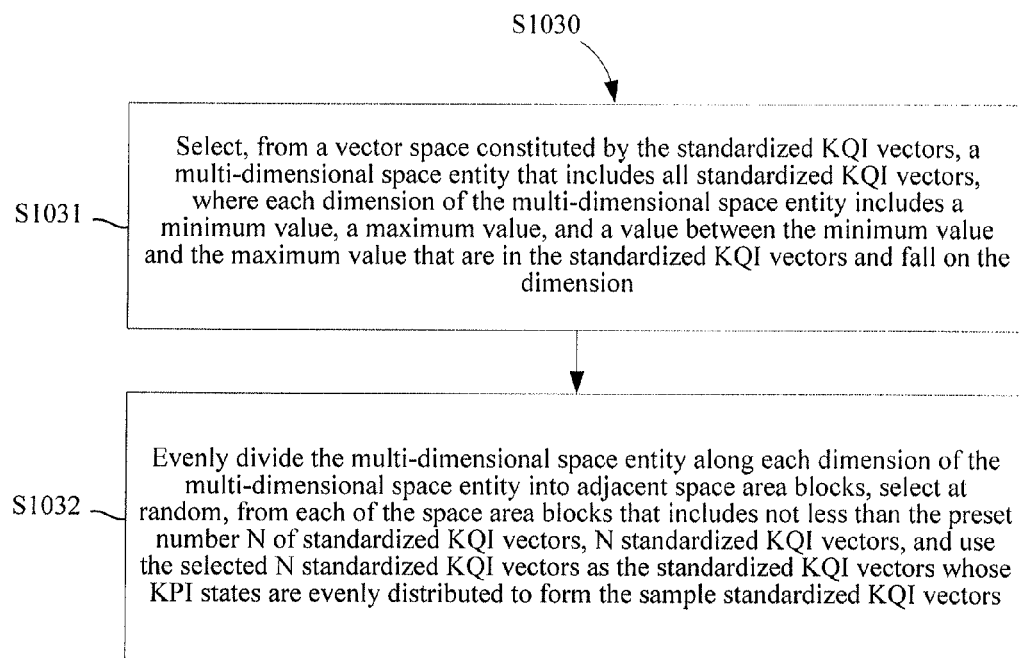 S1030
Select, from a vector space constituted by the standardized KQI vectors, a
multi-dimensional space entity that includes all standardized KQI vectors,
where each dimension of the multi-dimensional space entity includes a
minimum value, a maximum value, and a value between the minimum value
and the maximum value that are in the standardized KQI vectors and fall on the
dimension
S1031
Evenly divide the multi-dimensional space entity along each dimension of the
multi-dimensional space entity into adjacent space area blocks, select at
random, from each of the space area blocks that includes not less than the preset
number N of standardized KQI vectors, N standardized KQI vectors, and use
the selected N standardized KQI vectors as the standardized KQI vectors whose
KPI states are evenly distributed to form the sample standardized KQI vectors
S1032